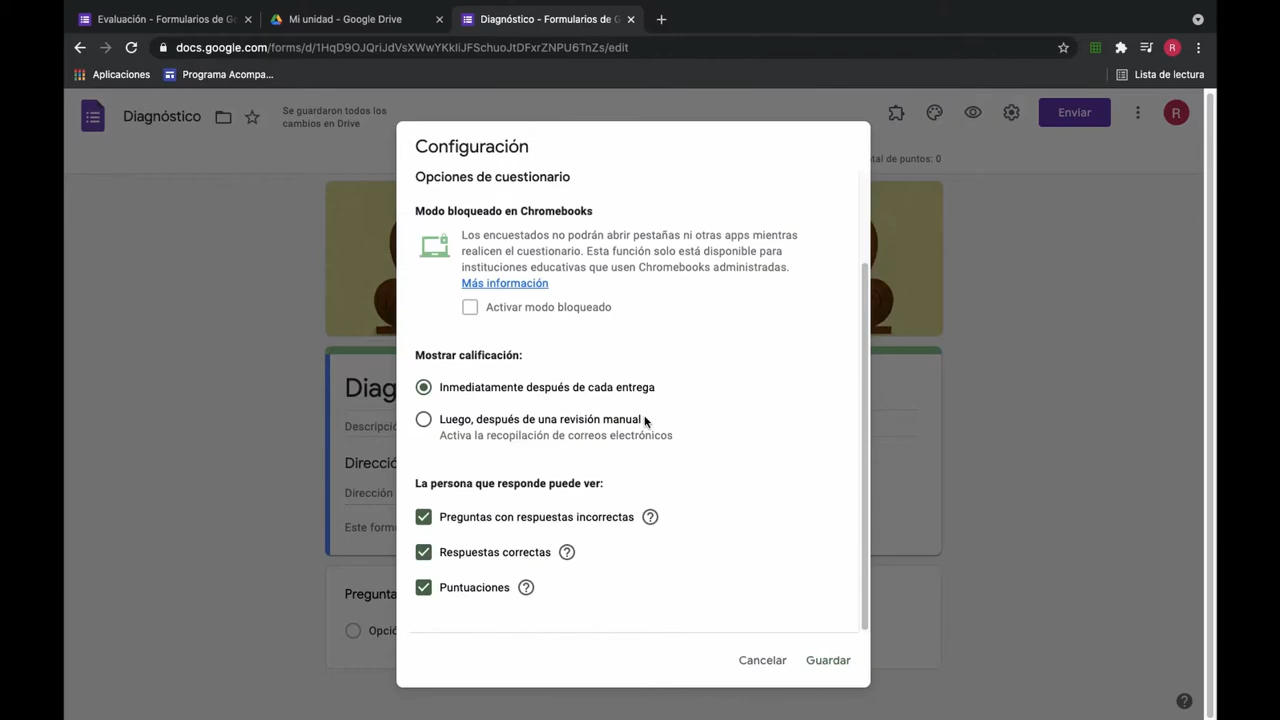 Evaluación - Formularios de Go
Mi unidad - Google Drive
Diagnóstico - Formularios de G
docs.google.com/forms/d/1HqD9OJQriJdVsXWwYKkIiJFSchuoJtDFxrZNPU6TnZs/edit
R
Aplicaciones
Programa Acompa...
Lista de lectura
Diagnóstico
Se guardaron todos los
cambios en Drive
Enviar
R
tal de puntos: 0
Configuración
Opciones de cuestionario
Modo bloqueado en Chromebooks
Los encuestados no podrán abrir pestañas ni otras apps mientras
realicen el cuestionario. Esta función solo está disponible para
instituciones educativas que usen Chromebooks administradas.
Más información
Activar modo bloqueado
Mostrar calificación:
Inmediatamente después de cada entrega
Luego, después de una revisión manual
Activa la recopilación de correos electrónicos
La persona que responde puede ver:
Preguntas con respuestas incorrectas
Respuestas correctas
Puntuaciones
Cancelar
Guardar
Diag
Descripció
Direcció
Dirección
Este formu
Pregunta
Opció